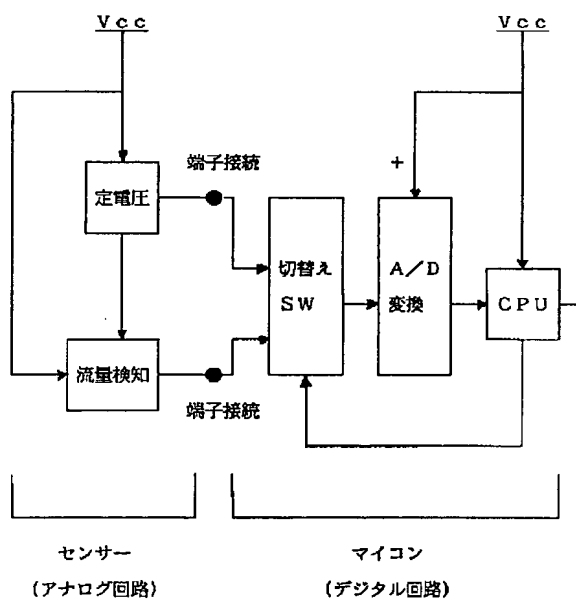 Ｖｃｃ
Ｖｃｃ
端子接続
＋
定電圧
切替え
ＳＷ
Ａ／Ｄ
変換
ＣＰＵ
流量検知
端子接続
センサー
（アナログ回路）
マイコン
（デジタル回路）